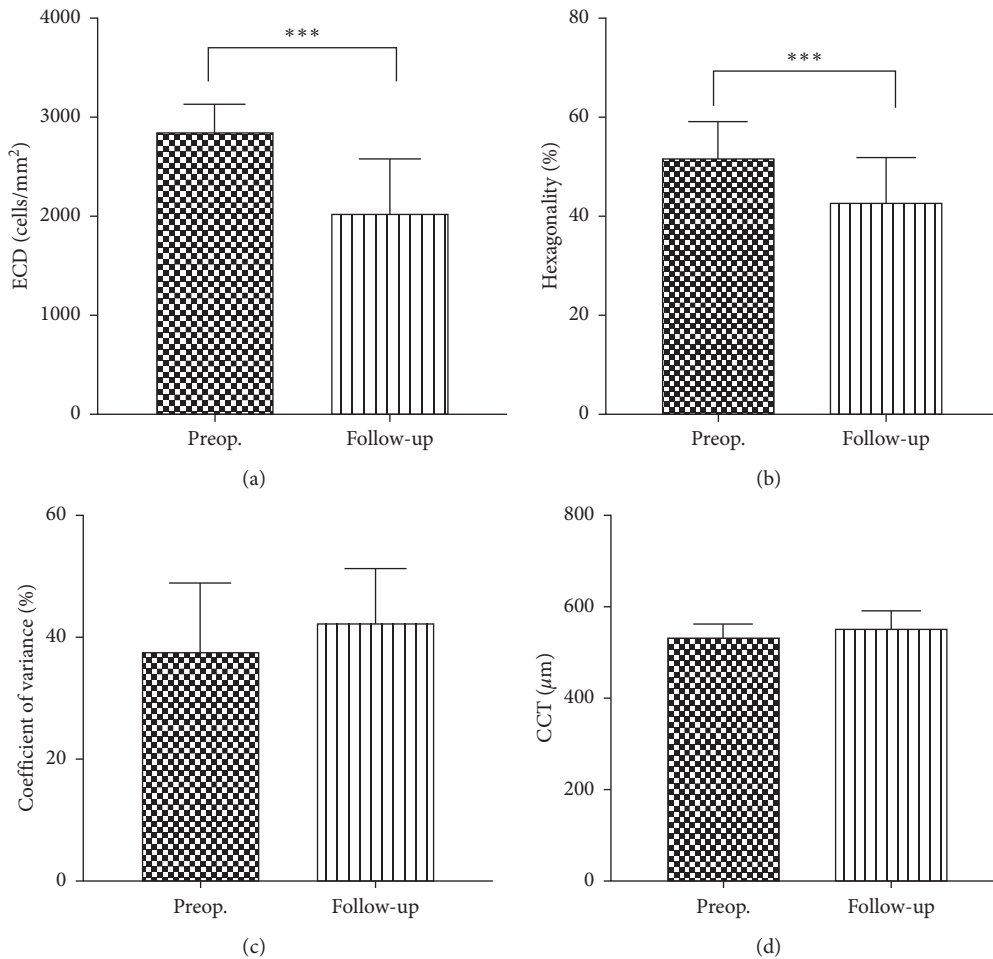 4000
3000
2000
1000
0
ECD (cells/mm²)
***
Preop.
Follow-up
(a)
80
60
40
20
0
Hexagonality (%)
***
Preop.
Follow-up
(b)
60
40
20
0
Coefficient of variance (%)
Preop.
Follow-up
(c)
800
600
400
200
0
CCT (μm)
Preop.
Follow-up
(d)